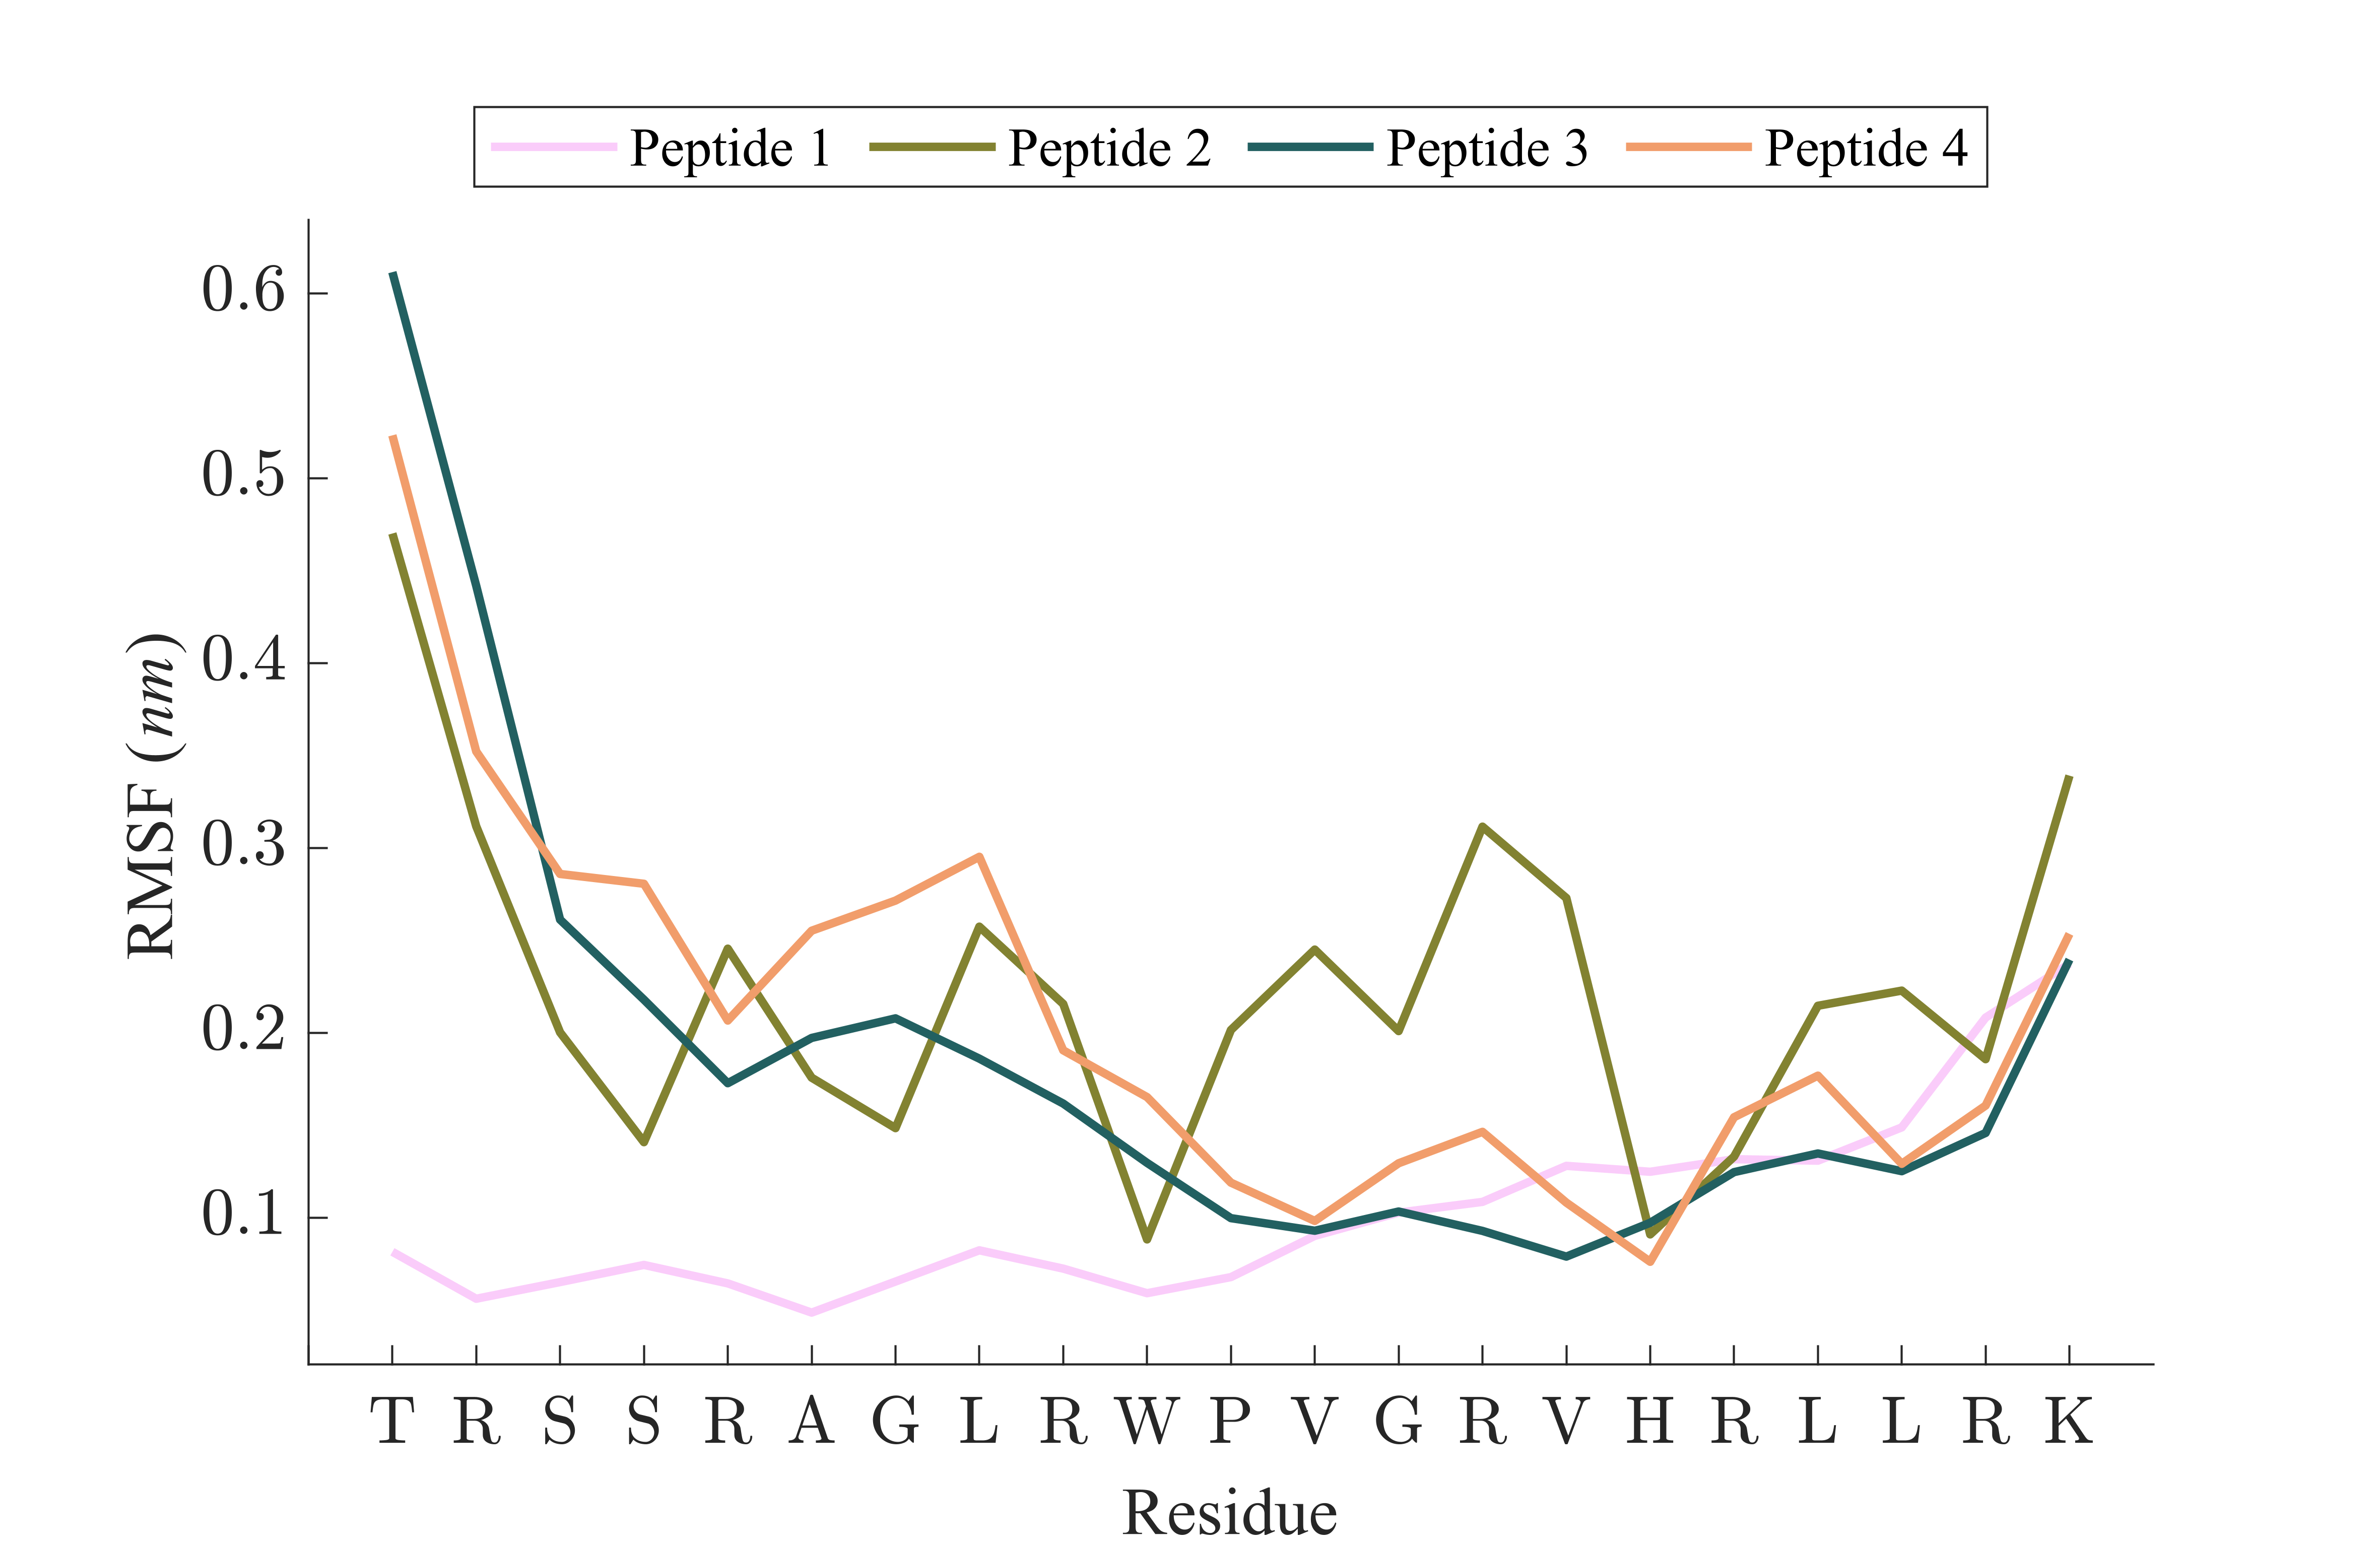 Peptide 1 Peptide 2 Peptide 3 Peptide 4
0.6
0.5
0.4
0.3
0.2
0.1
RMSF (nm)
T R S S R A G L R W P V G R V H R L L R K
Residue